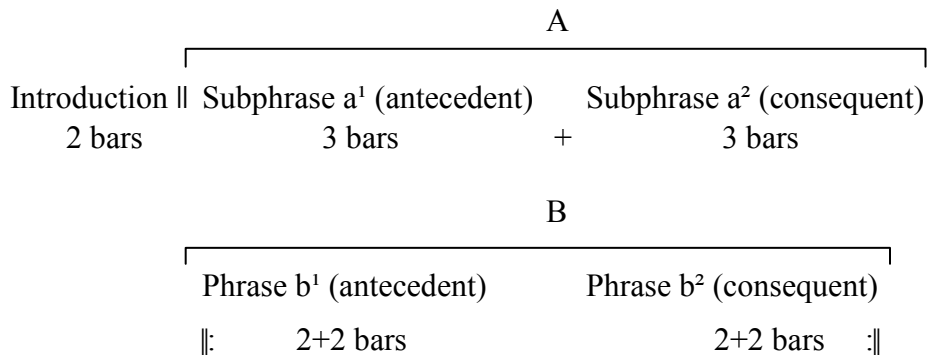 A
Introduction 𝄁 Subphrase a¹ (antecedent) Subphrase a² (consequent)
2 bars 3 bars + 3 bars
B
Phrase b¹ (antecedent) Phrase b² (consequent)
𝄆 2+2 bars 2+2 bars 𝄇